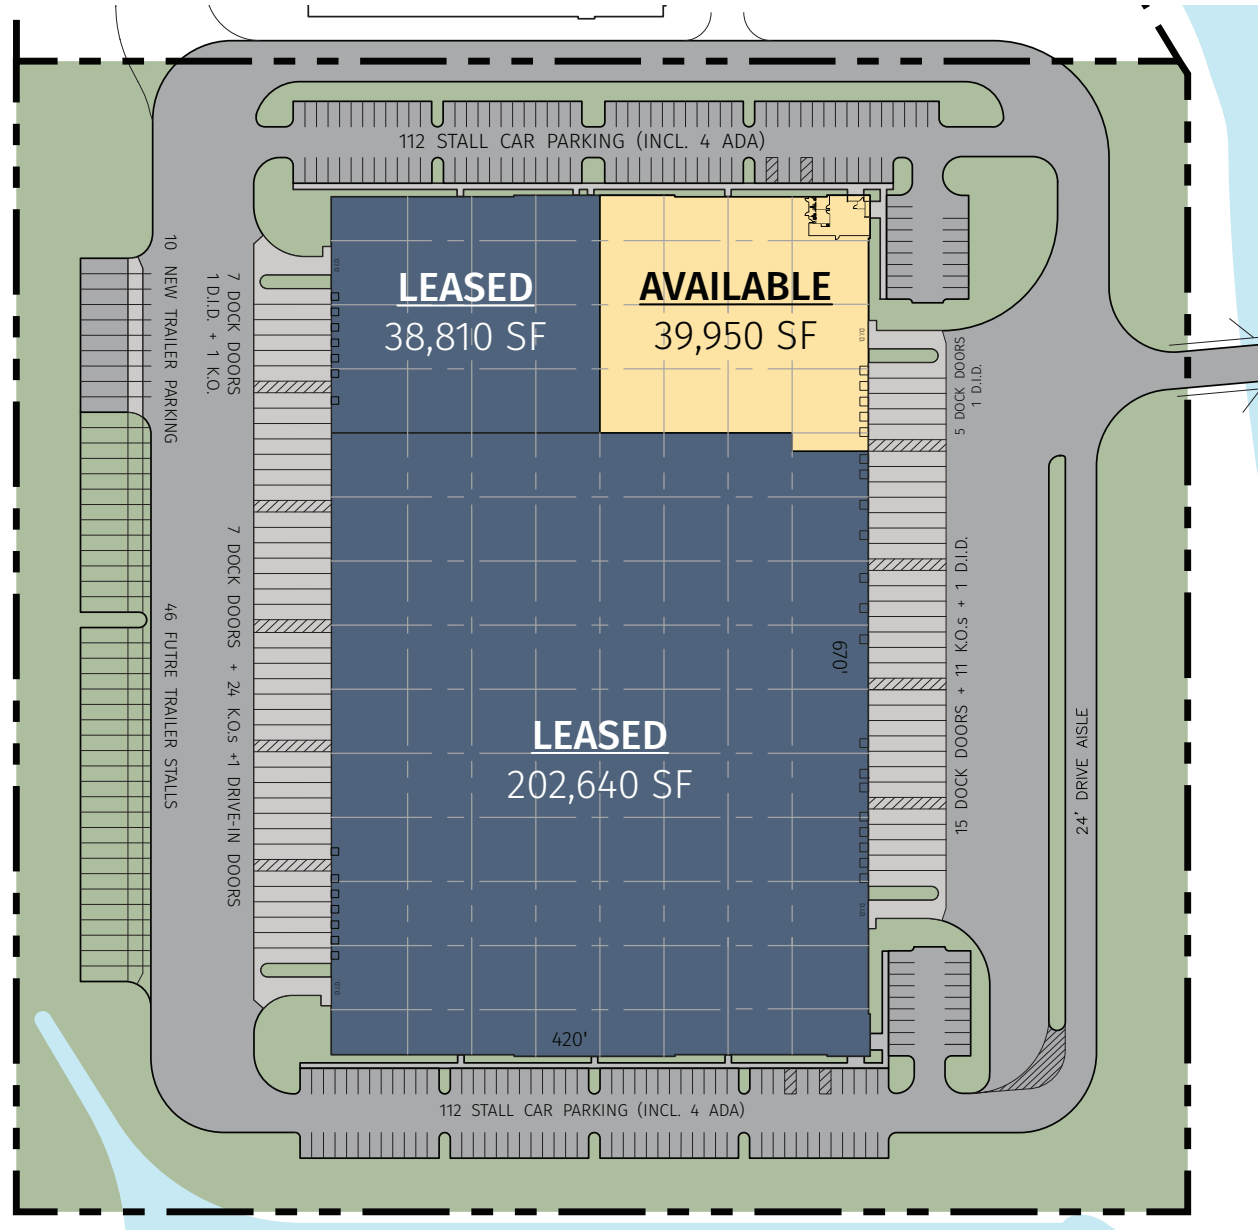 112 STALL CAR PARKING (INCL. 4 ADA)
10 NEW TRAILER PARKING
7 DOCK DOORS
1 D.I.D. + 1 K.O.
D.I.D.
LEASED
38,810 SF
AVAILABLE
39,950 SF
D.I.D.
5 DOCK DOORS
1 D.I.D.
46 FUTRE TRAILER STALLS
7 DOCK DOORS + 24 K.O.s +1 DRIVE-IN DOORS
670'
LEASED
202,640 SF
15 DOCK DOORS + 11 K.O.s + 1 D.I.D.
24' DRIVE AISLE
D.I.D.
D.I.D.
420'
112 STALL CAR PARKING (INCL. 4 ADA)